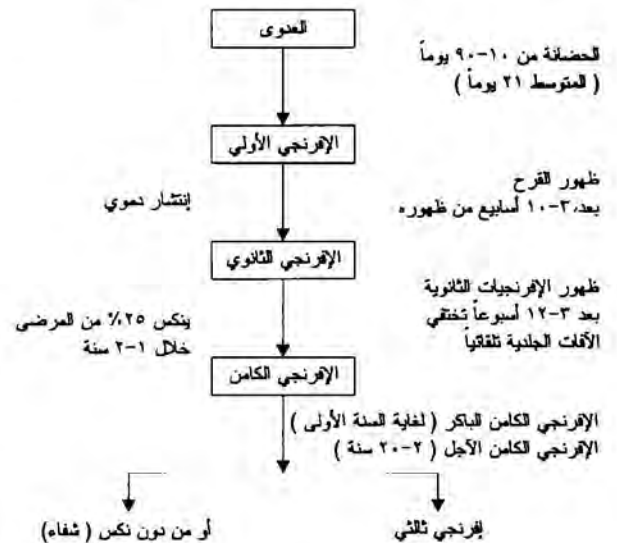 العدوى
الحضانة من ١٠-٩٠ يوماً
( المتوسط ٢١ يوماً )
الإفرنجي الأولي
ظهور القرح
بعد ٣-١٠ أسابيع من ظهوره
إنتشار دموي
الإفرنجي الثانوي
ظهور الإفرنجيات الثانوية
بعد ٣-١٢ أسبوعاً تختفي
الآفات الجلدية تلقائياً
ينكس ٢٥٪ من المرضى
خلال ١-٢ سنة
الإفرنجي الكامن
الإفرنجي الكامن الباكر ( لغاية السنة الأولى )
الإفرنجي الكامن الآجل ( ٢-٢٠ سنة )
إفرنجي ثالثي
أو من دون نكس ( شفاء )